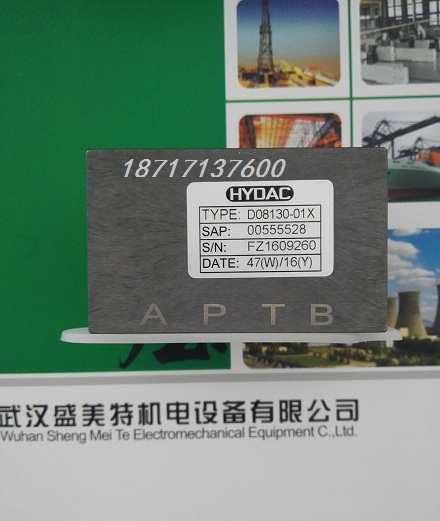 18717137600
HYDAC
TYPE: D08130-01X
SAP: 00555528
S/N: FZ1609260
DATE: 47(W)/16(Y)
A P T B
武汉盛美特机电设备有限公司
Wuhan Sheng Mei Te Electromechanical Equipment C.,Ltd.